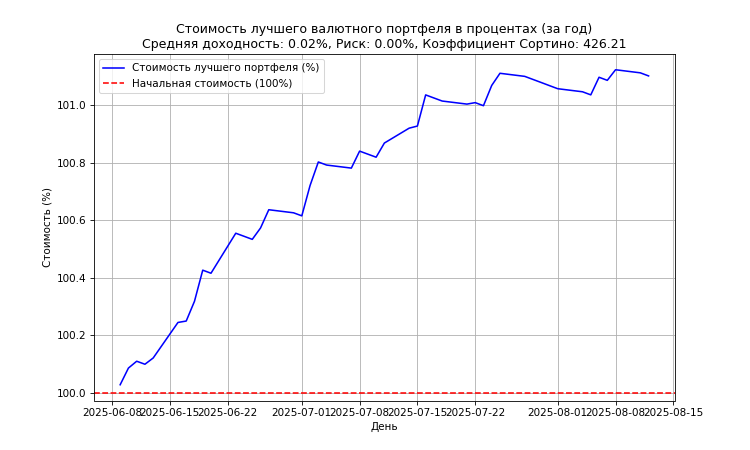 Стоимость лучшего валютного портфеля в процентах (за год)
Средняя доходность: 0.02%, Риск: 0.00%, Коэффициент Сортино: 426.21
Стоимость лучшего портфеля (%)
Начальная стоимость (100%)
Стоимость (%)
101.0
100.8
100.6
100.4
100.2
100.0
2025-06-08 2025-06-15 2025-06-22 2025-07-01 2025-07-08 2025-07-15 2025-07-22 2025-08-01 2025-08-08 2025-08-15
День